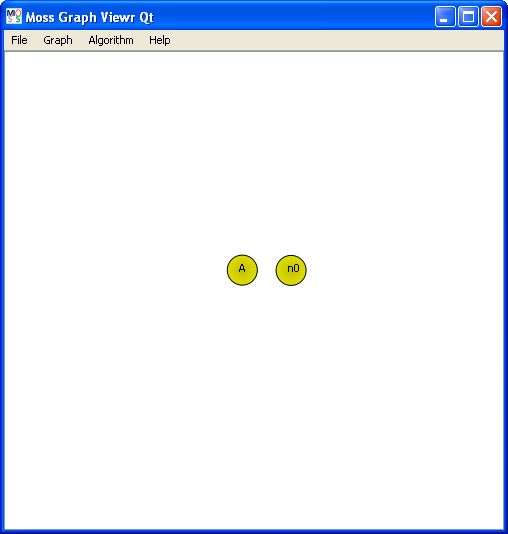 Moss Graph Viewr Qt
File Graph Algorithm Help
A n0